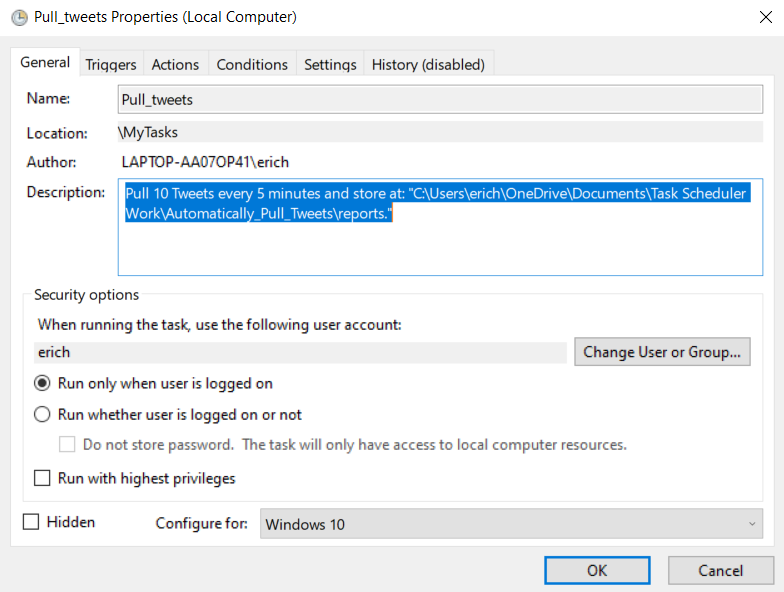 Pull_tweets Properties (Local Computer)
General Triggers Actions Conditions Settings History (disabled)
Name: Pull_tweets
Location: \MyTasks
Author: LAPTOP-AA07OP41\erich
Description: Pull 10 Tweets every 5 minutes and store at: "C:\Users\erich\OneDrive\Documents\Task Scheduler
Work\Automatically_Pull_Tweets\reports."
Security options
When running the task, use the following user account:
erich Change User or Group...
Run only when user is logged on
Run whether user is logged on or not
Do not store password. The task will only have access to local computer resources.
Run with highest privileges
Hidden Configure for: Windows 10
OK Cancel